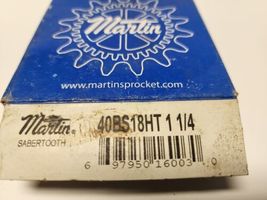 Martin
www.martinsprocket.com
Martin
SABERTOOTH
40BS18HT 1 1/4
6 97950 16003 0